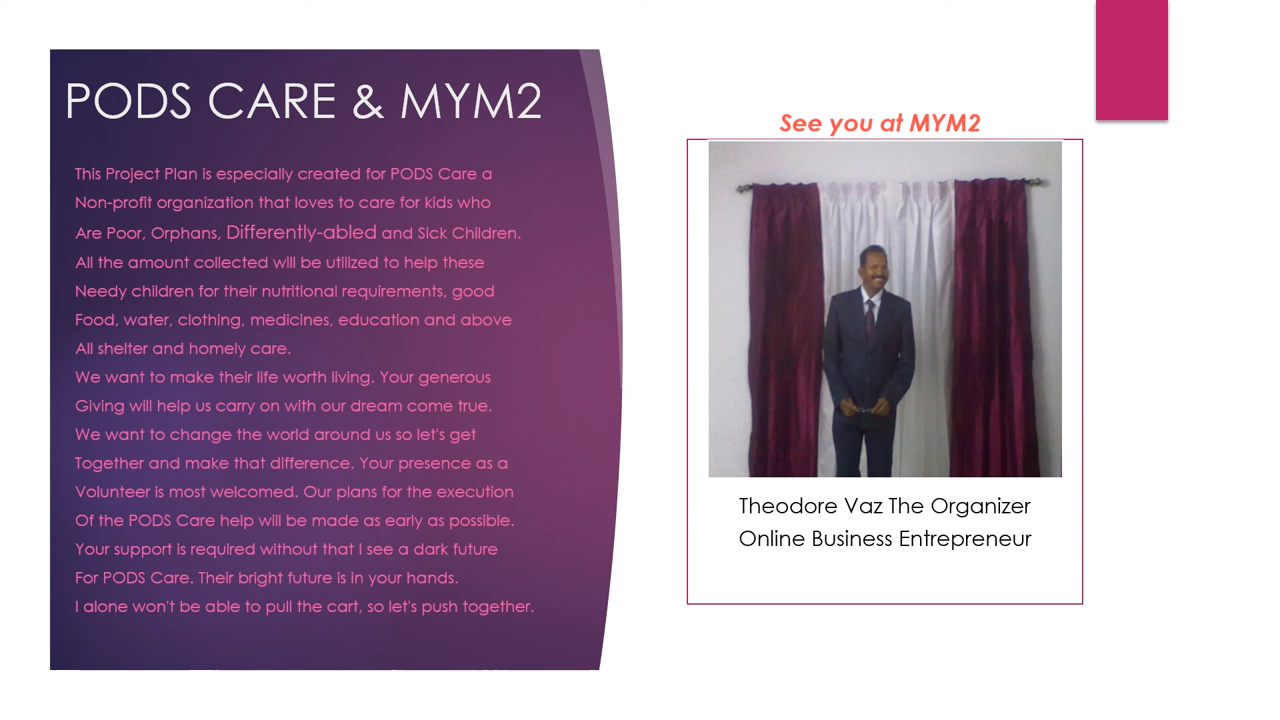 PODS CARE & MYM2
This Project Plan is especially created for PODS Care a
Non-profit organization that loves to care for kids who
Are Poor, Orphans, Differently-abled and Sick Children.
All the amount collected will be utilized to help these
Needy children for their nutritional requirements, good
Food, water, clothing, medicines, education and above
All shelter and homely care.
We want to make their life worth living. Your generous
Giving will help us carry on with our dream come true.
We want to change the world around us so let's get
Together and make that difference. Your presence as a
Volunteer is most welcomed. Our plans for the execution
Of the PODS Care help will be made as early as possible.
Your support is required without that I see a dark future
For PODS Care. Their bright future is in your hands.
I alone won't be able to pull the cart, so let's push together.
See you at MYM2
Theodore Vaz The Organizer
Online Business Entrepreneur